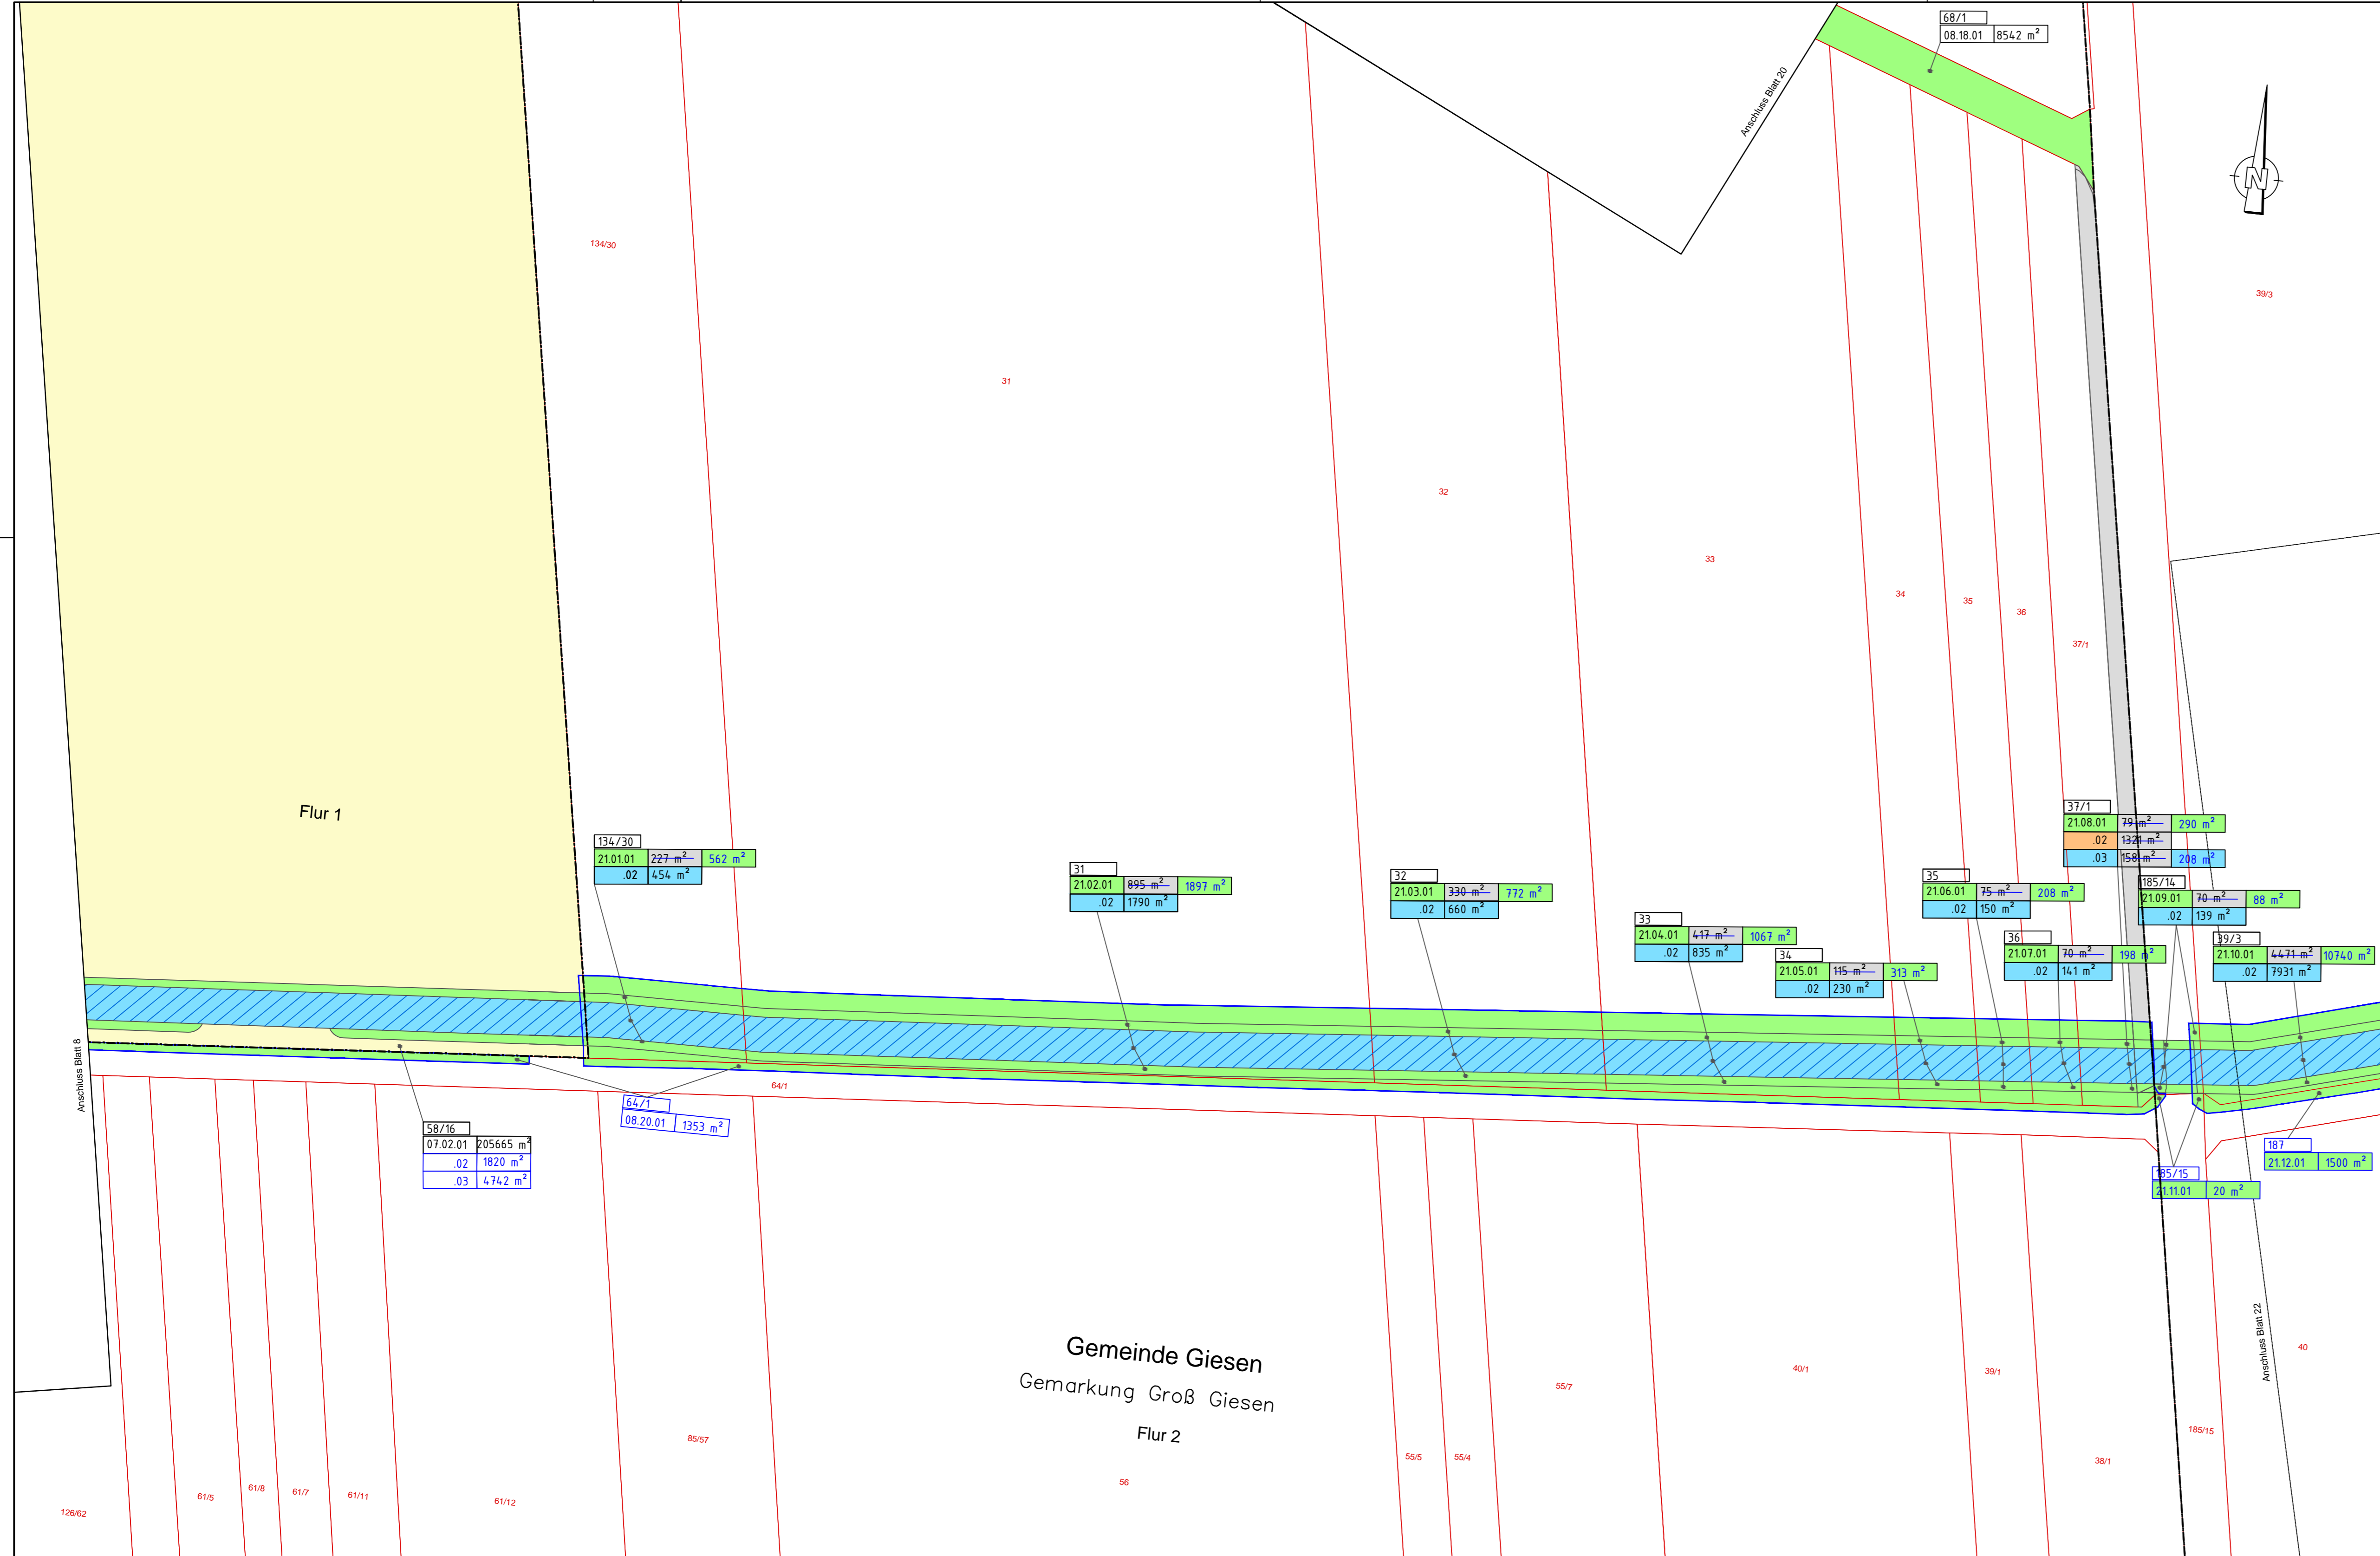 68/1
08.18.01 8542 m²
Anschluss Blatt 20
N
134/30
39/3
31
32
33
34
35
36
37/1
Flur 1
37/1
21.08.01 79 m² 290 m²
.02 1321 m²
.03 158 m² 208 m²
134/30
21.01.01 227 m² 562 m²
.02 454 m²
31
21.02.01 895 m² 1897 m²
.02 1790 m²
32
21.03.01 330 m² 772 m²
.02 660 m²
35
21.06.01 75 m² 208 m²
.02 150 m²
185/14
21.09.01 70 m² 88 m²
.02 139 m²
33
21.04.01 417 m² 1067 m²
.02 835 m²
36
21.07.01 70 m² 198 m²
.02 141 m²
39/3
21.10.01 4471 m² 10740 m²
.02 7931 m²
34
21.05.01 115 m² 313 m²
.02 230 m²
Anschluss Blatt 8
64/1
64/1
08.20.01 1353 m²
58/16
07.02.01 205665 m²
.02 1820 m²
.03 4742 m²
187
21.12.01 1500 m²
185/15
21.11.01 20 m²
Gemeinde Giesen
Gemarkung Groß Giesen
Flur 2
Anschluss Blatt 22
40
40/1
39/1
55/7
185/15
85/57
55/5
55/4
38/1
56
61/5
61/8
61/7
61/11
61/12
126/62